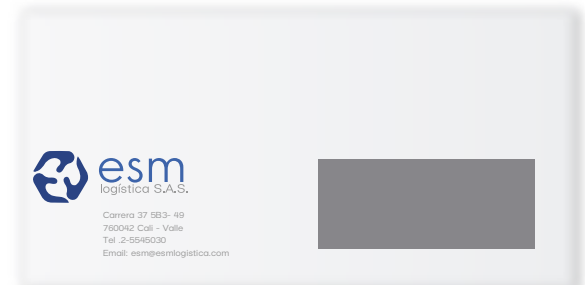 esm
logística S.A.S.
Carrera 37 5B3- 49
760042 Cali - Valle
Tel .2-5545030
Email: esm@esmlogistica.com